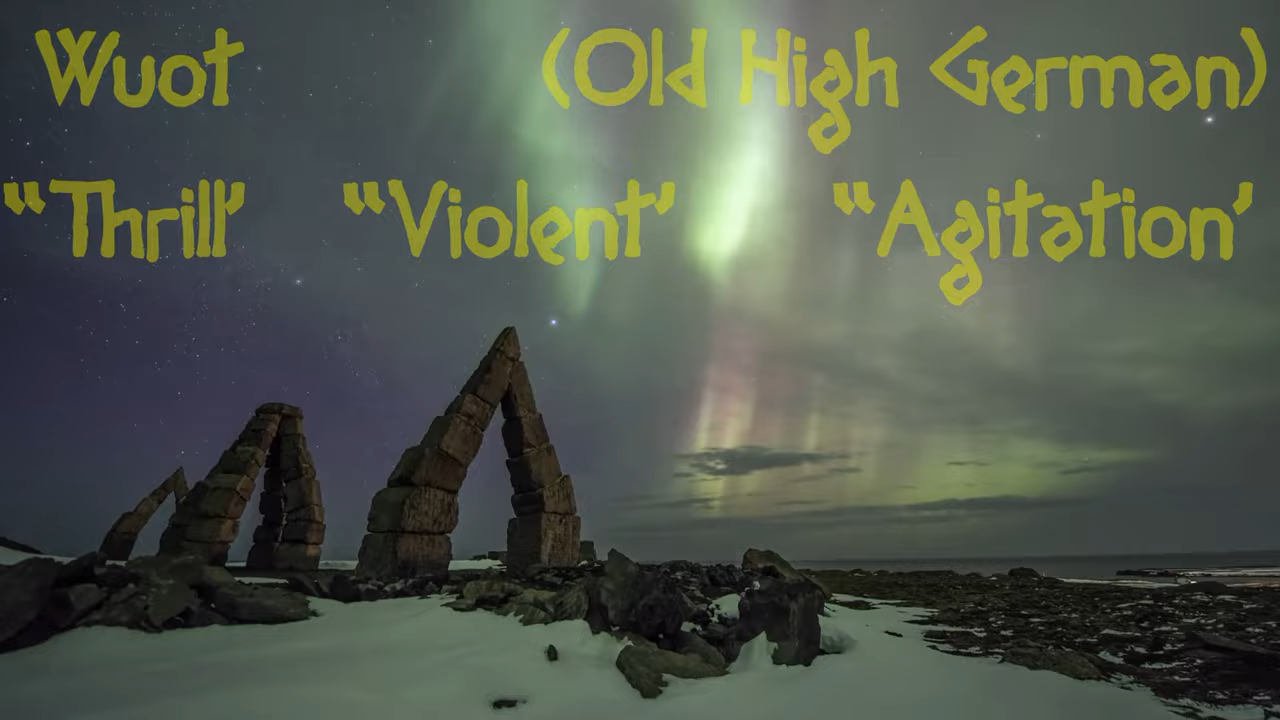 Wuot (Old High German)
“Thrill’ “Violent’ “Agitation’